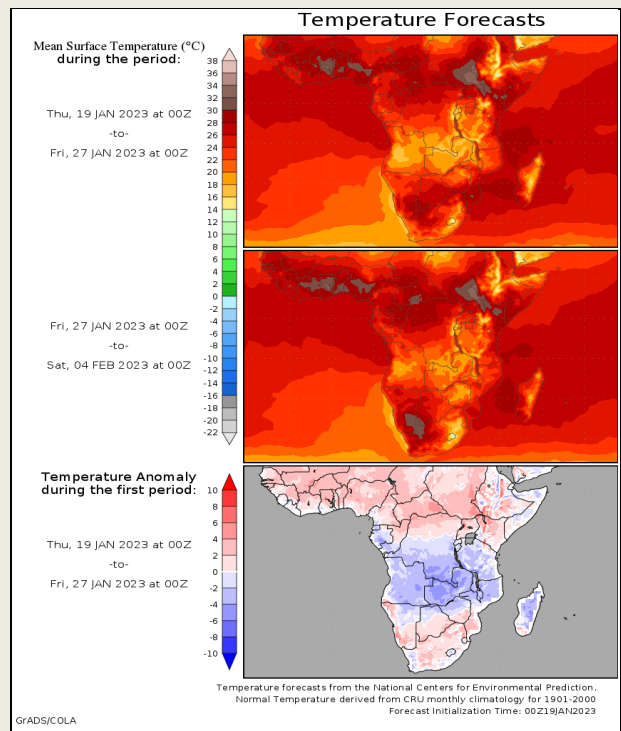 Temperature Forecasts
Mean Surface Temperature (°C)
during the period:
Thu, 19 JAN 2023 at 00Z
-to-
Fri, 27 JAN 2023 at 00Z
38
36
34
32
30
28
26
24
22
20
18
16
14
12
10
8
6
4
2
0
-2
-4
-6
-8
-10
-12
-14
-16
-18
-20
-22
Fri, 27 JAN 2023 at 00Z
-to-
Sat, 04 FEB 2023 at 00Z
Temperature Anomaly
during the first period:
Thu, 19 JAN 2023 at 00Z
-to-
Fri, 27 JAN 2023 at 00Z
10
8
6
4
2
0
-2
-4
-6
-8
-10
Temperature forecasts from the National Centers for Environmental Prediction.
Normal Temperature derived from CRU monthly climatology for 1901-2000
Forecast Initialization Time: 00Z19JAN2023
GrADS/COLA